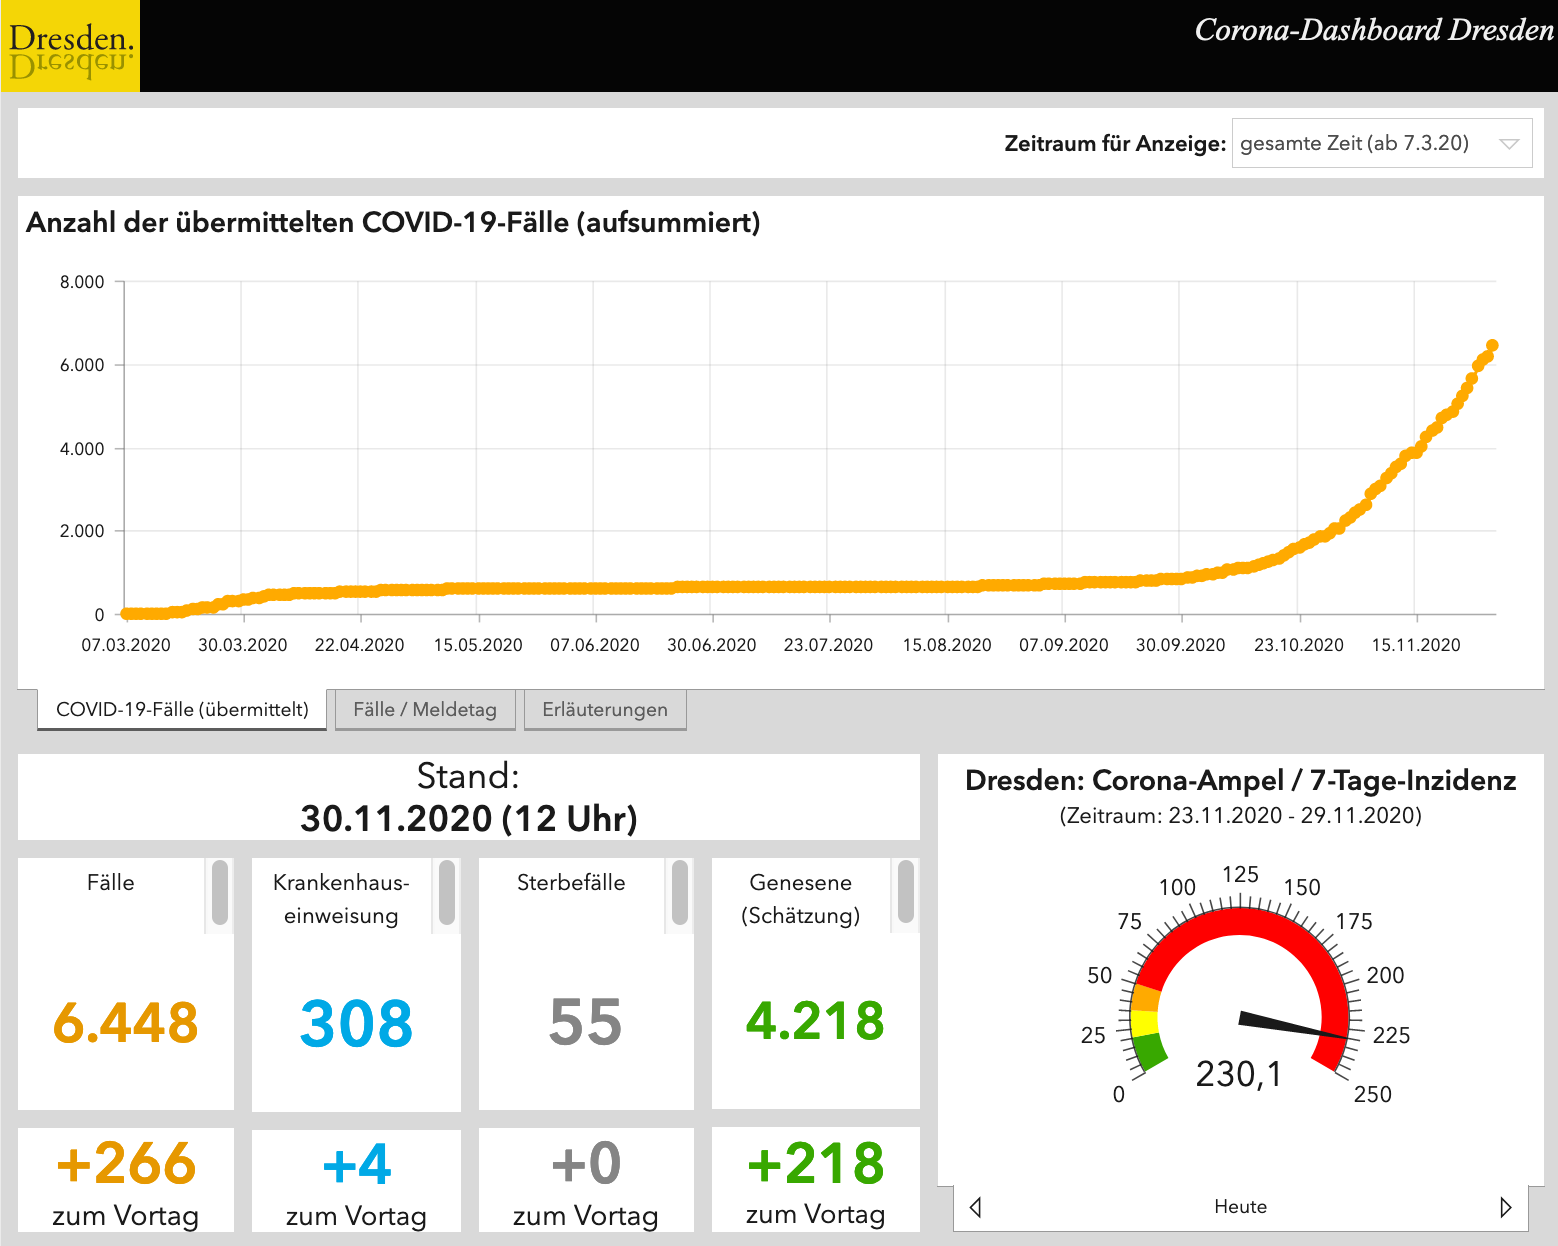 Dresden.
Dresden.
Corona-Dashboard Dresden
Zeitraum für Anzeige: gesamte Zeit (ab 7.3.20)
Anzahl der übermittelten COVID-19-Fälle (aufsummiert)
8.000
6.000
4.000
2.000
0
07.03.2020 30.03.2020 22.04.2020 15.05.2020 07.06.2020 30.06.2020 23.07.2020 15.08.2020 07.09.2020 30.09.2020 23.10.2020 15.11.2020
COVID-19-Fälle (übermittelt) Fälle / Meldetag Erläuterungen
Stand:
30.11.2020 (12 Uhr)
Fälle
6.448
+266
zum Vortag
Krankenhaus-
einweisung
308
+4
zum Vortag
Sterbefälle
55
+0
zum Vortag
Genesene
(Schätzung)
4.218
+218
zum Vortag
Dresden: Corona-Ampel / 7-Tage-Inzidenz
(Zeitraum: 23.11.2020 - 29.11.2020)
0
25
50
75
100
125
150
175
200
225
250
230,1
Heute